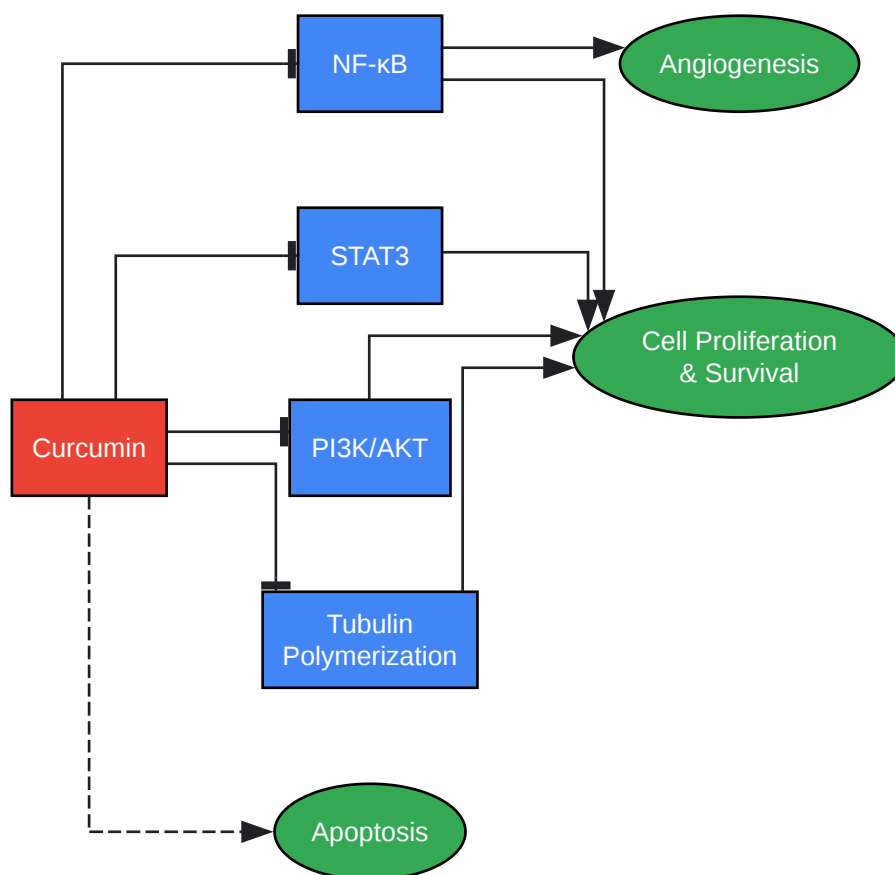 NF-κB
Angiogenesis
STAT3
Cell Proliferation
& Survival
Curcumin
PI3K/AKT
Tubulin
Polymerization
Apoptosis